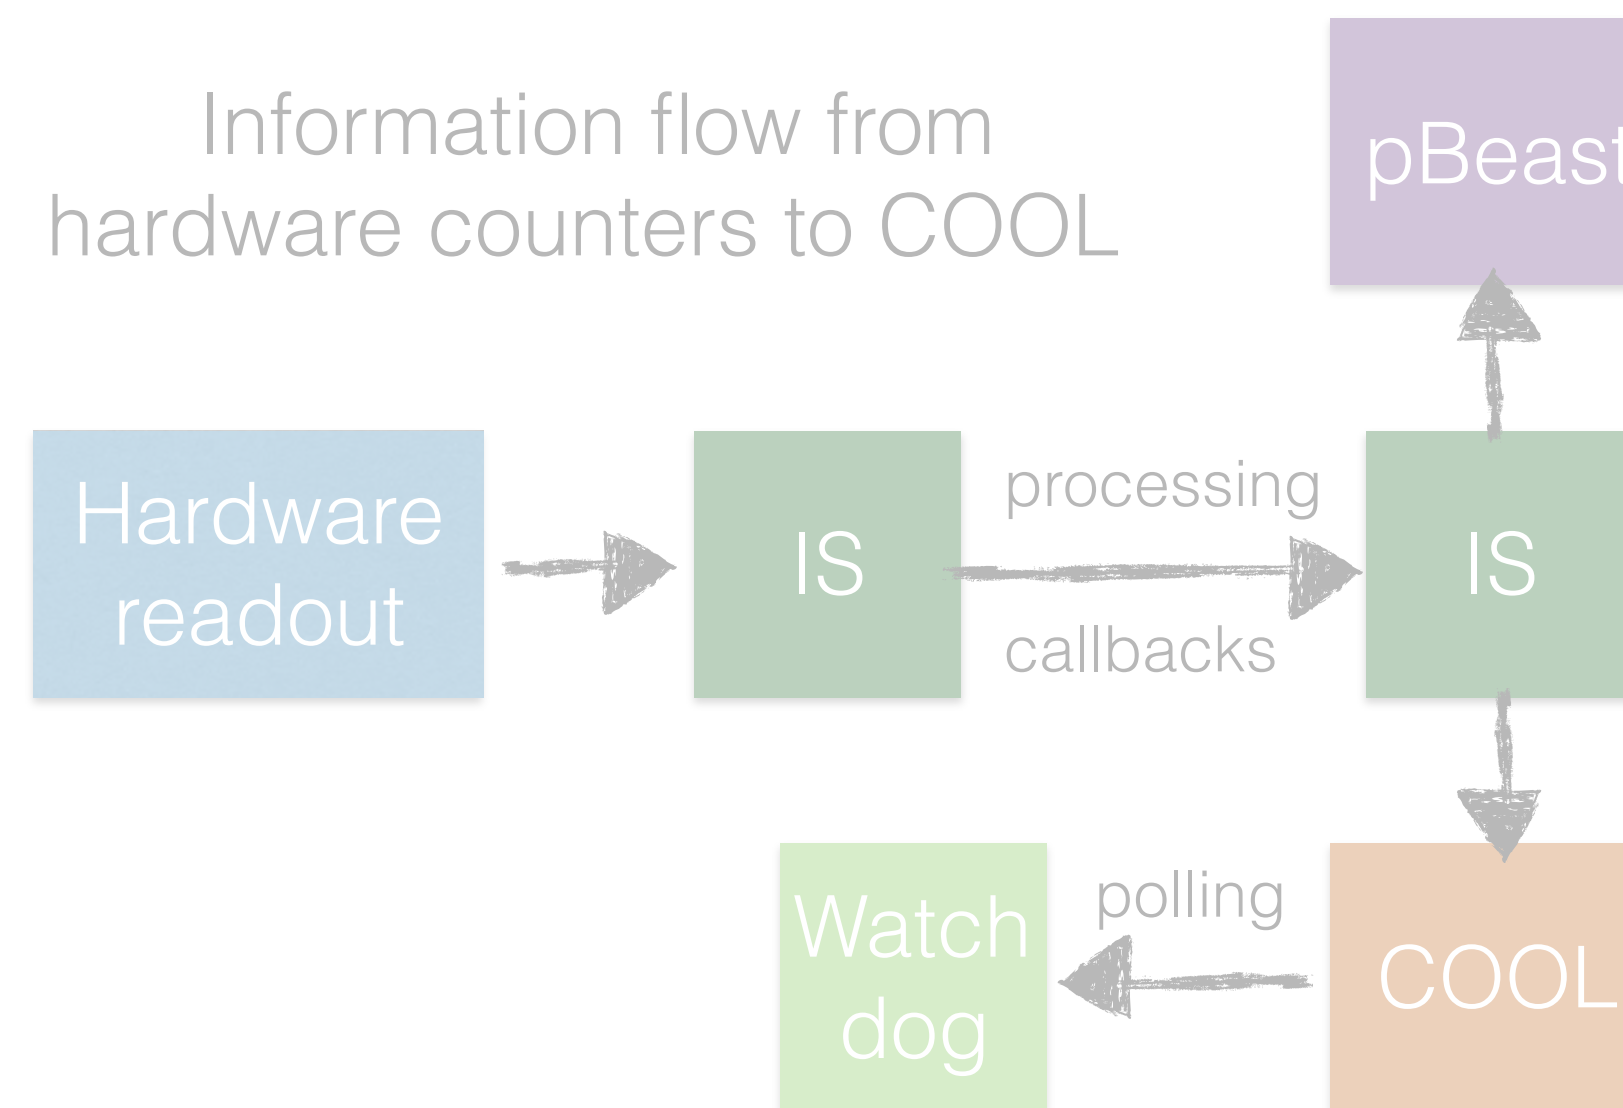 Information flow from
hardware counters to COOL
pBeast
Hardware
readout
IS
processing
callbacks
IS
Watch
dog
polling
COOL